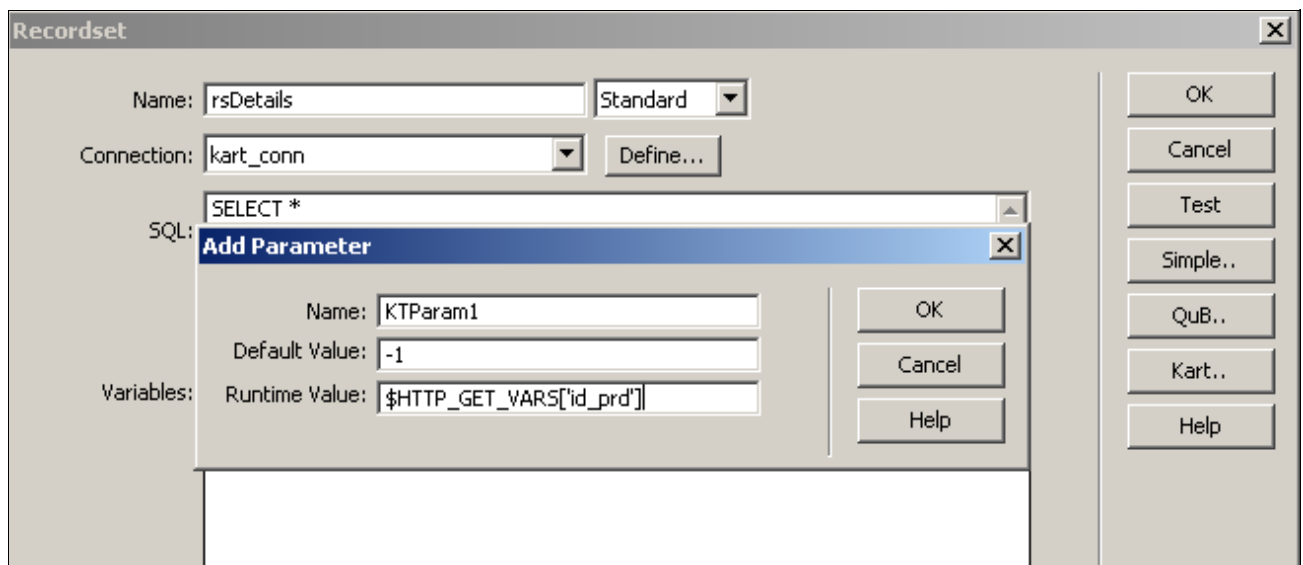 Recordset
Name: rsDetails Standard
Connection: kart_conn Define...
SQL: SELECT *
Add Parameter
Name: KTParam1
Default Value: -1
Runtime Value: $HTTP_GET_VARS['id_prd']
OK
Cancel
Help
Variables:
OK
Cancel
Test
Simple..
QuB..
Kart..
Help